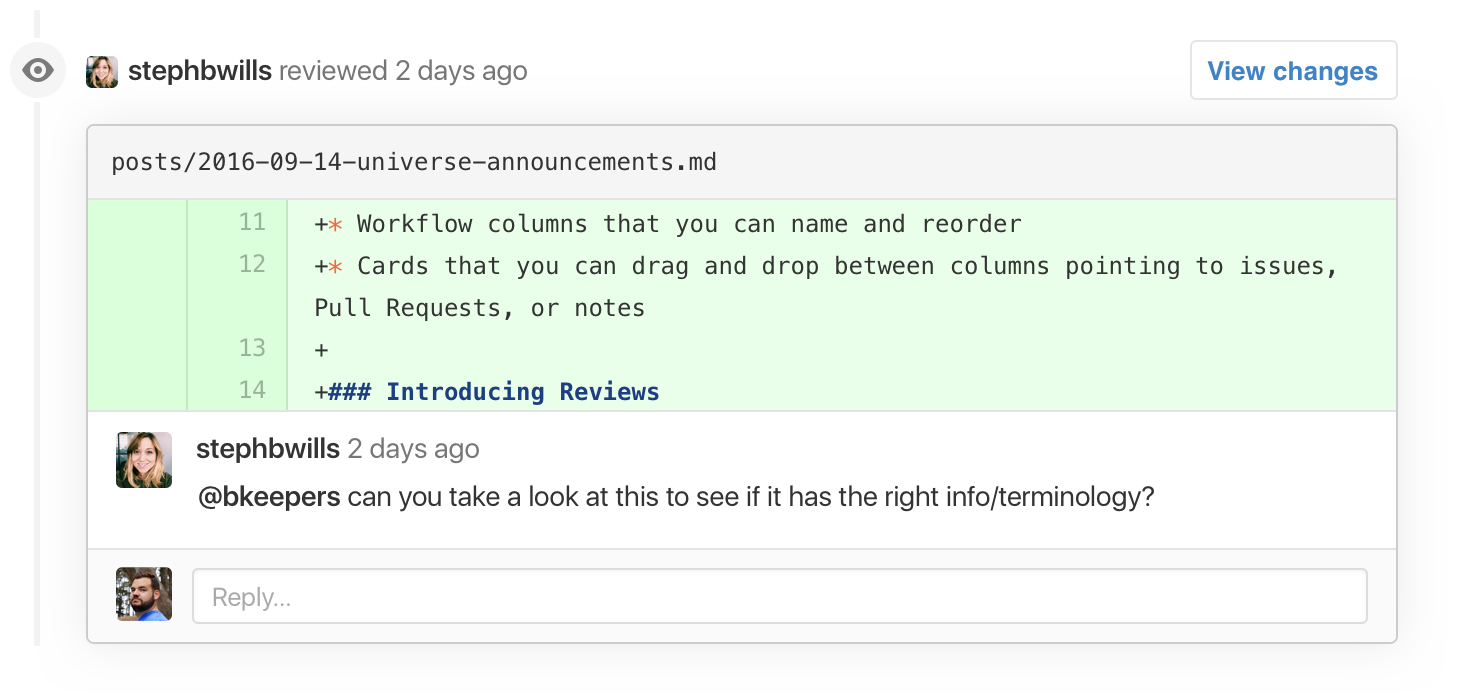 stephbwills reviewed 2 days ago
View changes
posts/2016-09-14-universe-announcements.md
11 +* Workflow columns that you can name and reorder
12 +* Cards that you can drag and drop between columns pointing to issues,
Pull Requests, or notes
13 +
14 +### Introducing Reviews
stephbwills 2 days ago
@bkeepers can you take a look at this to see if it has the right info/terminology?
Reply...